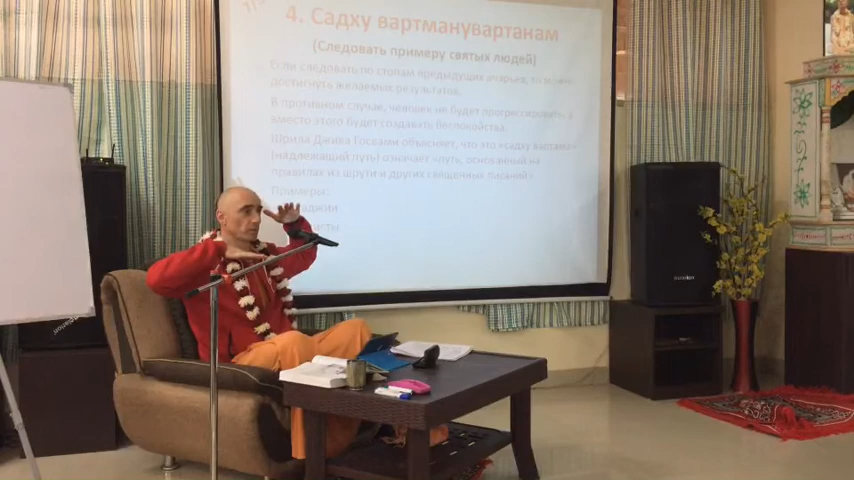 4. Садху вартманувартанам
(Следовать примеру святых людей)
Если следовать по стопам предыдущих ачарьев, то можно
достигнуть желаемых результатов.
В противном случае, человек не будет прогрессировать, а
вместо этого будет создавать беспокойства.
Шрила Джива Госвами объясняет, что это «садху вартма»
(надлежащий путь) означает «путь, основанный на
правилах из шрути и других священных писаний.»
Примеры: